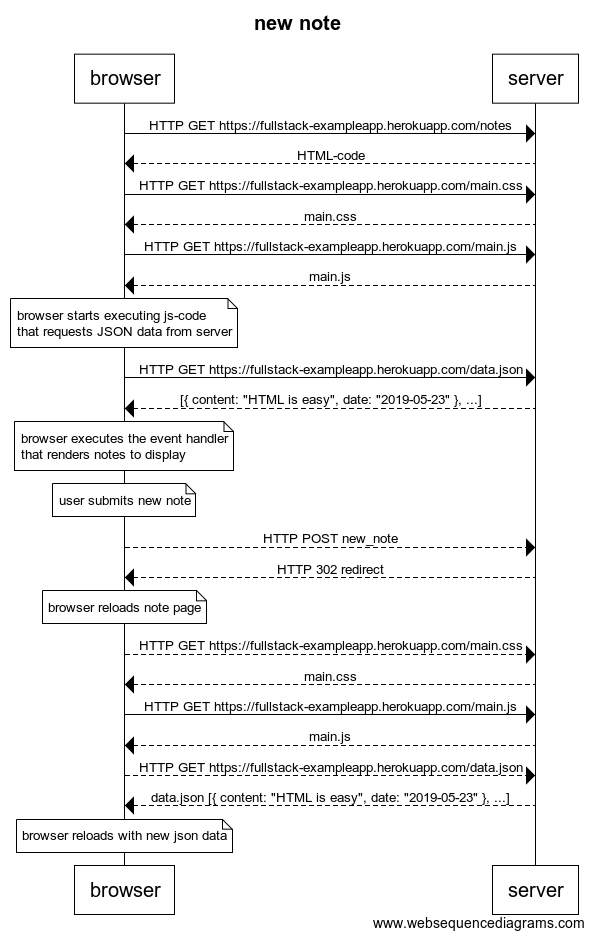 new note
browser
server
HTTP GET https://fullstack-exampleapp.herokuapp.com/notes
HTML-code
HTTP GET https://fullstack-exampleapp.herokuapp.com/main.css
main.css
HTTP GET https://fullstack-exampleapp.herokuapp.com/main.js
main.js
browser starts executing js-code
that requests JSON data from server
HTTP GET https://fullstack-exampleapp.herokuapp.com/data.json
[{ content: "HTML is easy", date: "2019-05-23" }, ...]
browser executes the event handler
that renders notes to display
user submits new note
HTTP POST new_note
HTTP 302 redirect
browser reloads note page
HTTP GET https://fullstack-exampleapp.herokuapp.com/main.css
main.css
HTTP GET https://fullstack-exampleapp.herokuapp.com/main.js
main.js
HTTP GET https://fullstack-exampleapp.herokuapp.com/data.json
data.json [{ content: "HTML is easy", date: "2019-05-23" }, ...]
browser reloads with new json data
browser
server
www.websequencediagrams.com